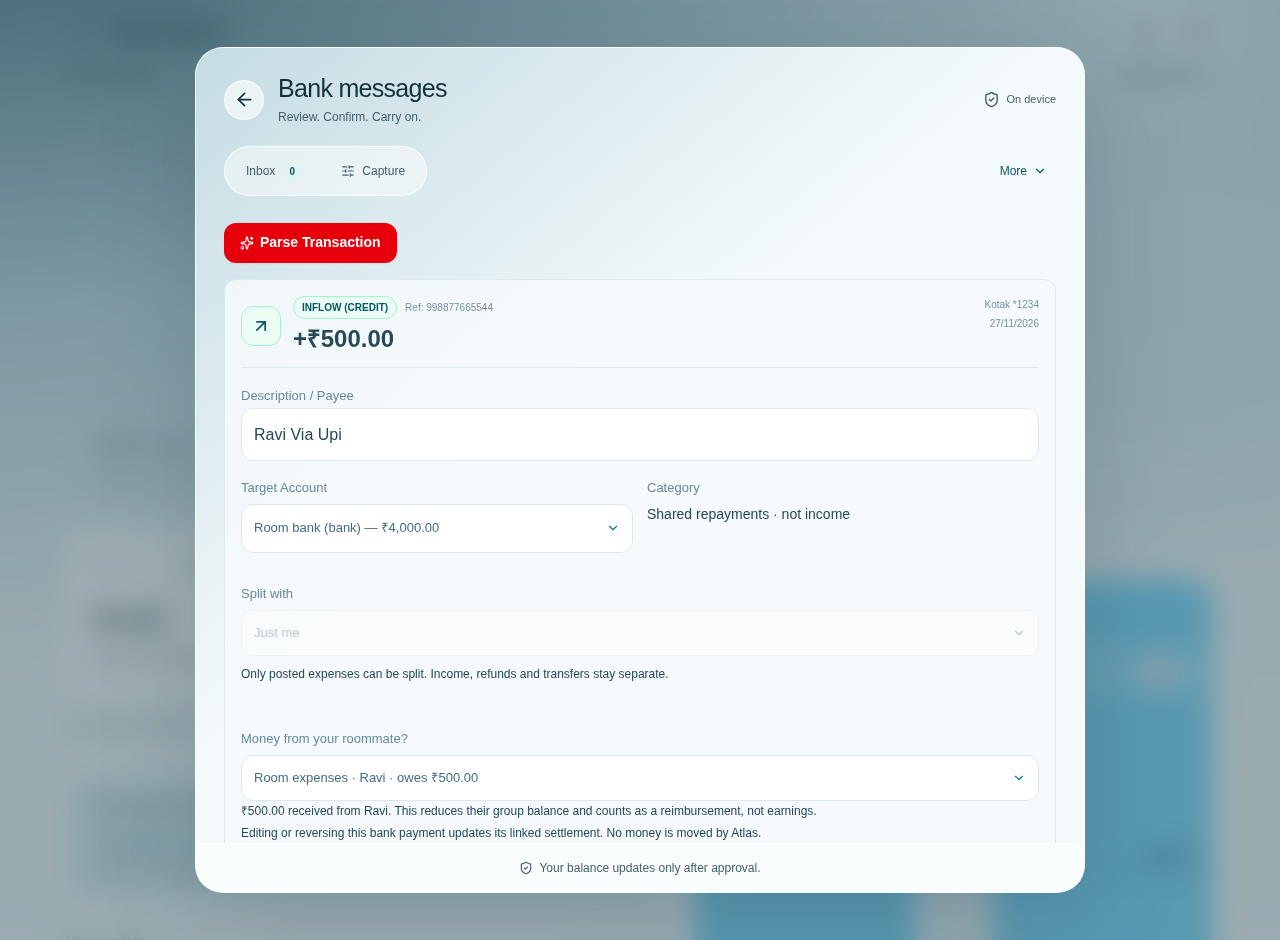 Bank messages
Review. Confirm. Carry on.
On device
Inbox 0
Capture
More
Parse Transaction
INFLOW (CREDIT) Ref: 998877665544
Kotak *1234
+₹500.00
27/11/2026
Description / Payee
Ravi Via Upi
Target Account
Category
Room bank (bank) — ₹4,000.00
Shared repayments · not income
Split with
Just me
Only posted expenses can be split. Income, refunds and transfers stay separate.
Money from your roommate?
Room expenses · Ravi · owes ₹500.00
₹500.00 received from Ravi. This reduces their group balance and counts as a reimbursement, not earnings.
Editing or reversing this bank payment updates its linked settlement. No money is moved by Atlas.
Your balance updates only after approval.